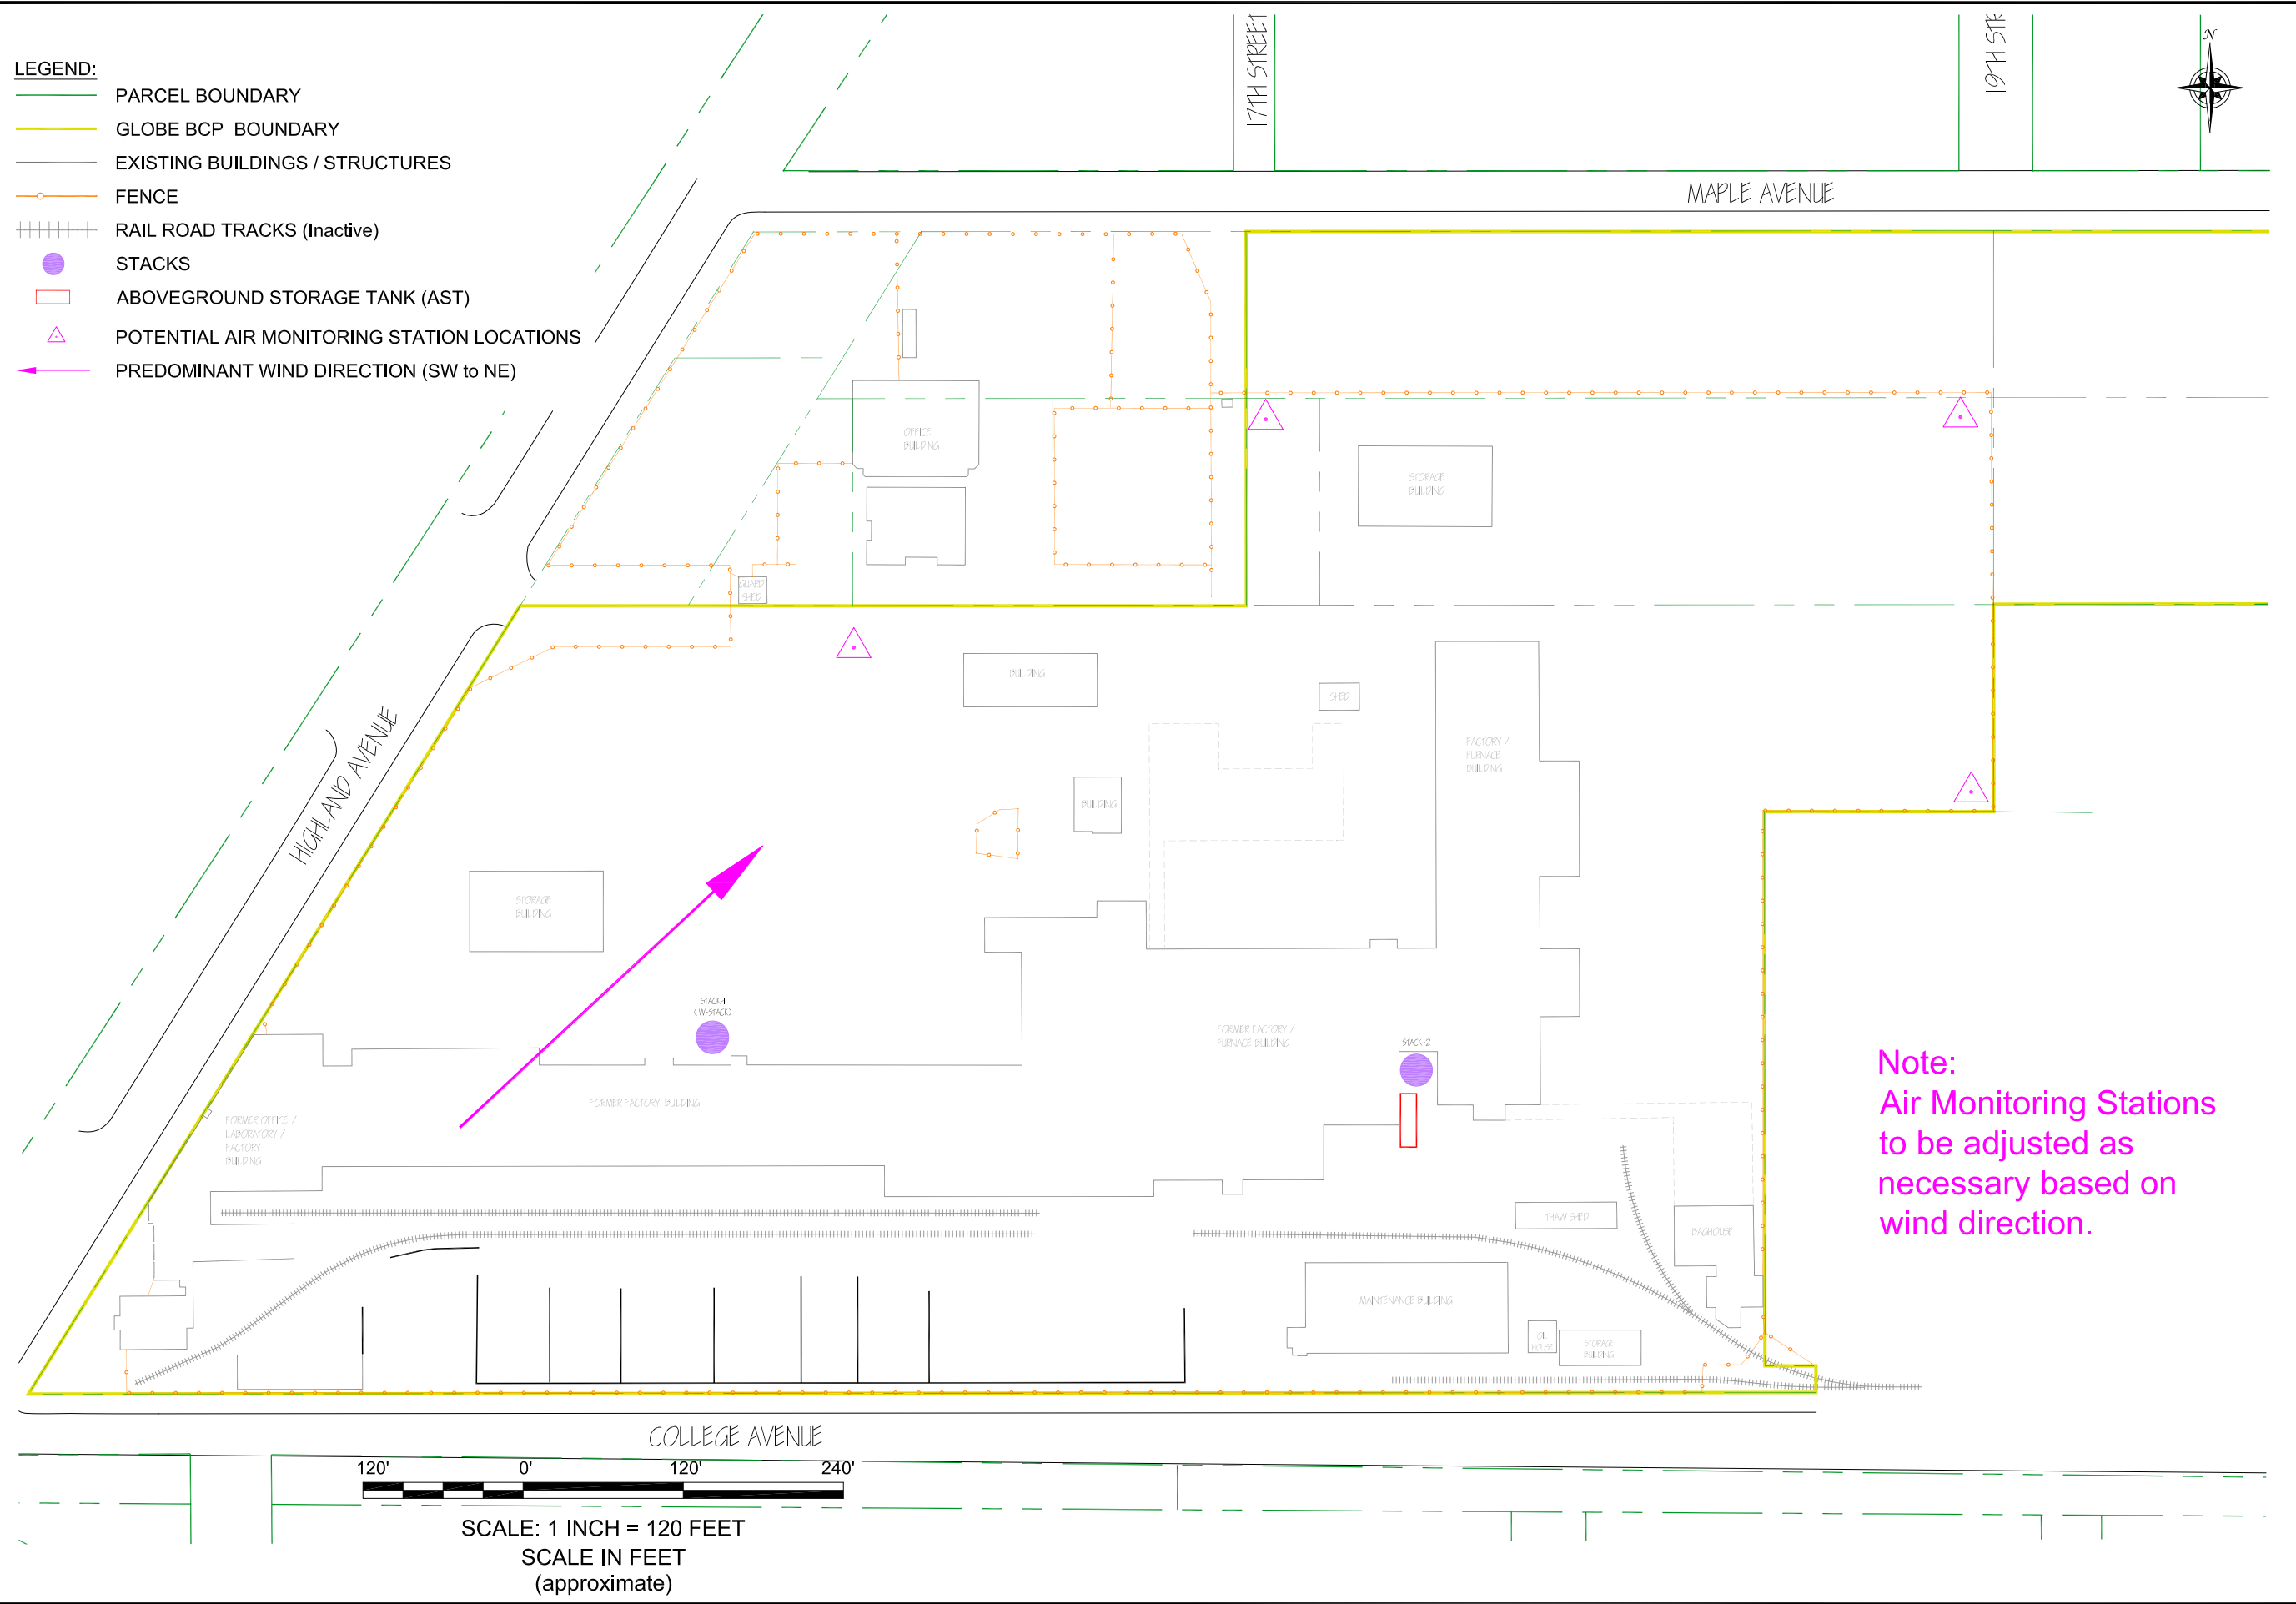 LEGEND:
PARCEL BOUNDARY
GLOBE BCP BOUNDARY
EXISTING BUILDINGS / STRUCTURES
FENCE
RAIL ROAD TRACKS (Inactive)
STACKS
ABOVEGROUND STORAGE TANK (AST)
POTENTIAL AIR MONITORING STATION LOCATIONS
PREDOMINANT WIND DIRECTION (SW to NE)
17TH STREET
19TH STR
N
MAPLE AVENUE
OFFICE
BUILDING
STORAGE
BUILDING
GUARD
SHED
BUILDING
SHED
FACTORY /
FURNACE
BUILDING
BUILDING
HIGHLAND AVENUE
STORAGE
BUILDING
STACK-1
(W-STACK)
FORMER FACTORY /
FURNACE BUILDING
STACK-2
FORMER FACTORY BUILDING
FORMER OFFICE /
LABORATORY /
FACTORY
BUILDING
Note:
Air Monitoring Stations
to be adjusted as
necessary based on
wind direction.
THAW SHED
BAGHOUSE
MAINTENANCE BUILDING
OIL
HOUSE
STORAGE
BUILDING
COLLEGE AVENUE
120' 0' 120' 240'
SCALE: 1 INCH = 120 FEET
SCALE IN FEET
(approximate)